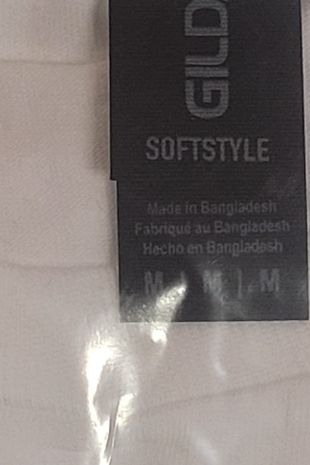 GILD
SOFTSTYLE
Made in Bangladesh
Fabriqué au Bangladesh
Hecho en Bangladesh
M | M | M